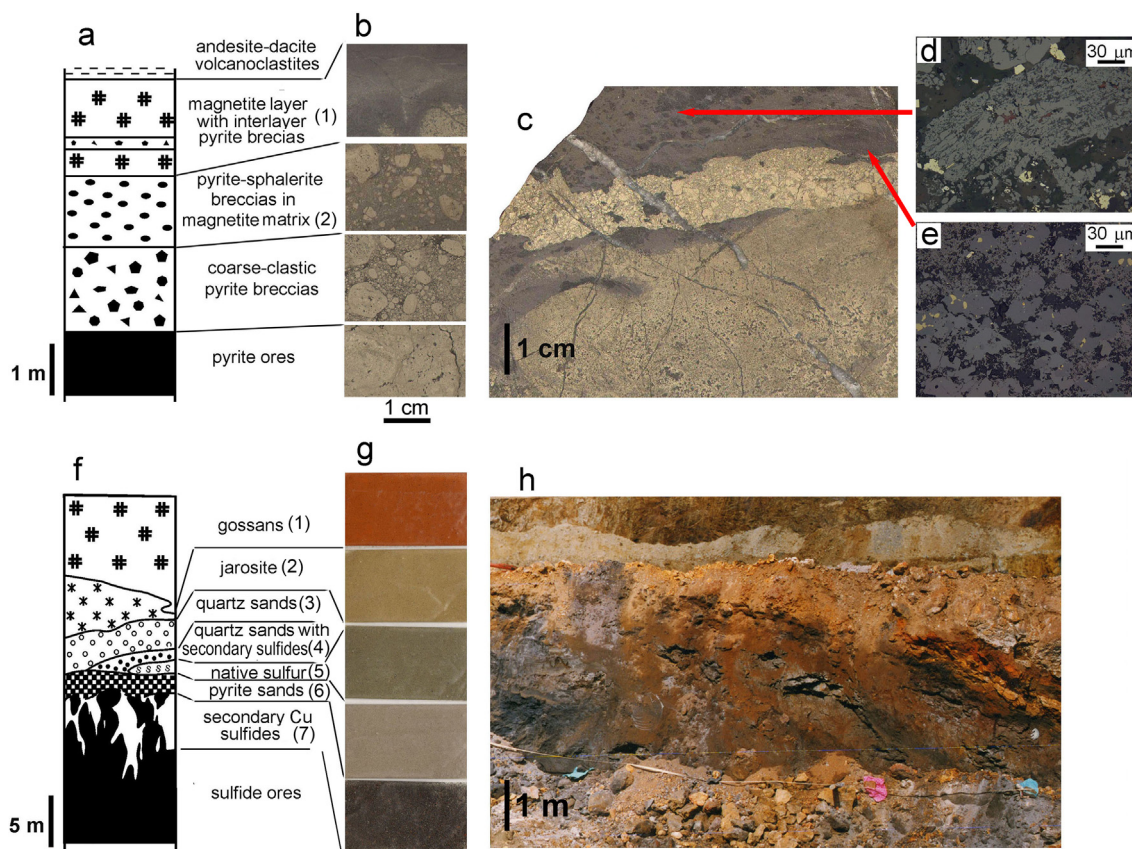 a
b
andesite-dacite
volcanoclastites
magnetite layer
with interlayer (1)
pyrite brecias
pyrite-sphalerite
breccias in
magnetite matrix (2)
coarse-clastic
pyrite breccias
pyrite ores
1 m
1 cm
c
1 cm
d
30 µm
e
30 µm
f
g
gossans (1)
jarosite (2)
quartz sands (3)
quartz sands with
secondary sulfides (4)
native sulfur (5)
pyrite sands (6)
secondary Cu
sulfides (7)
sulfide ores
s s s s
5 m
h
1 m